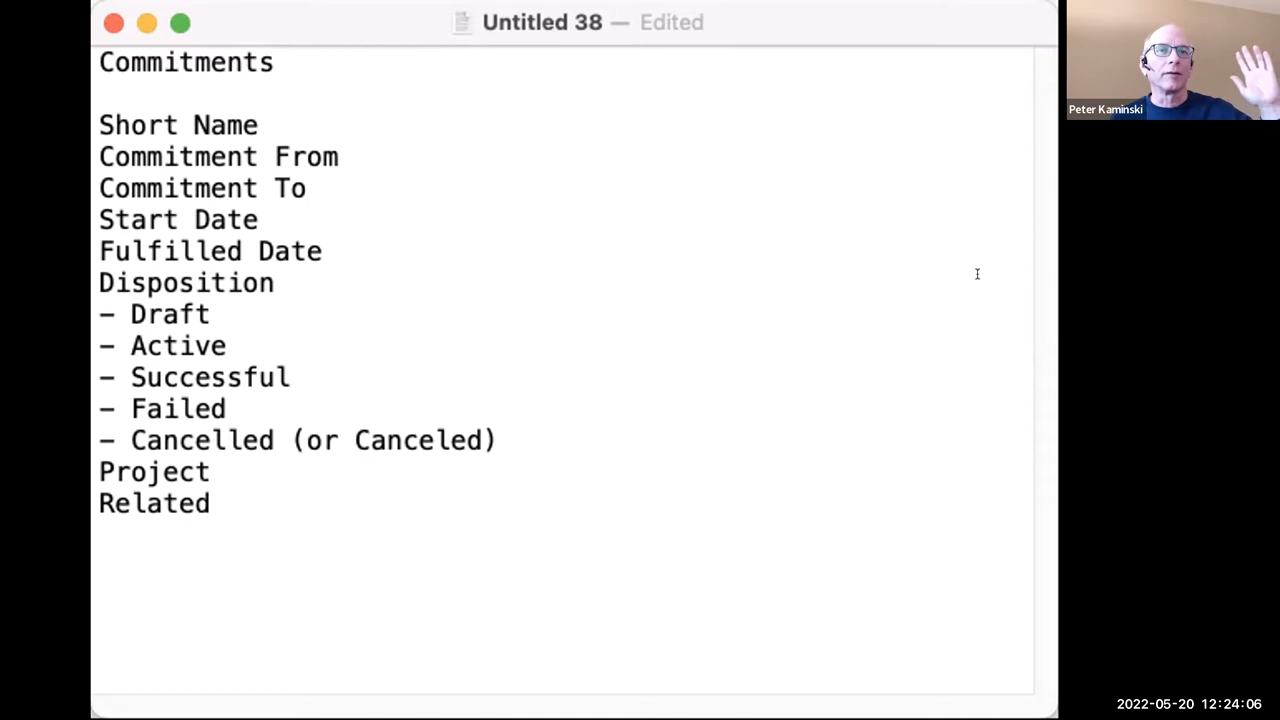 Untitled 38 — Edited
Commitments
Short Name
Commitment From
Commitment To
Start Date
Fulfilled Date
Disposition
- Draft
- Active
- Successful
- Failed
- Cancelled (or Canceled)
Project
Related
Peter Kaminski
2022-05-20 12:24:06